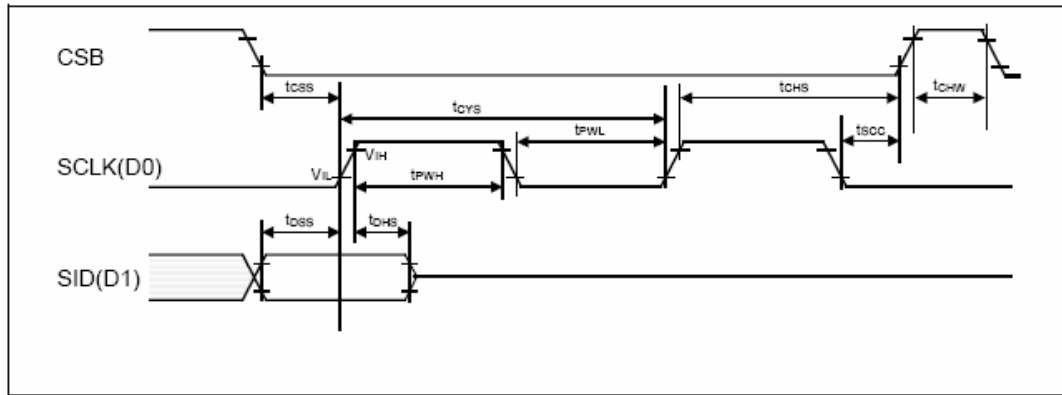 CSB
tCSS
tCYS
tCHS
tCHW
tPWL
tSCC
SCLK(D0)
VIL
VIH
tPWH
tDSS
tDHS
SID(D1)